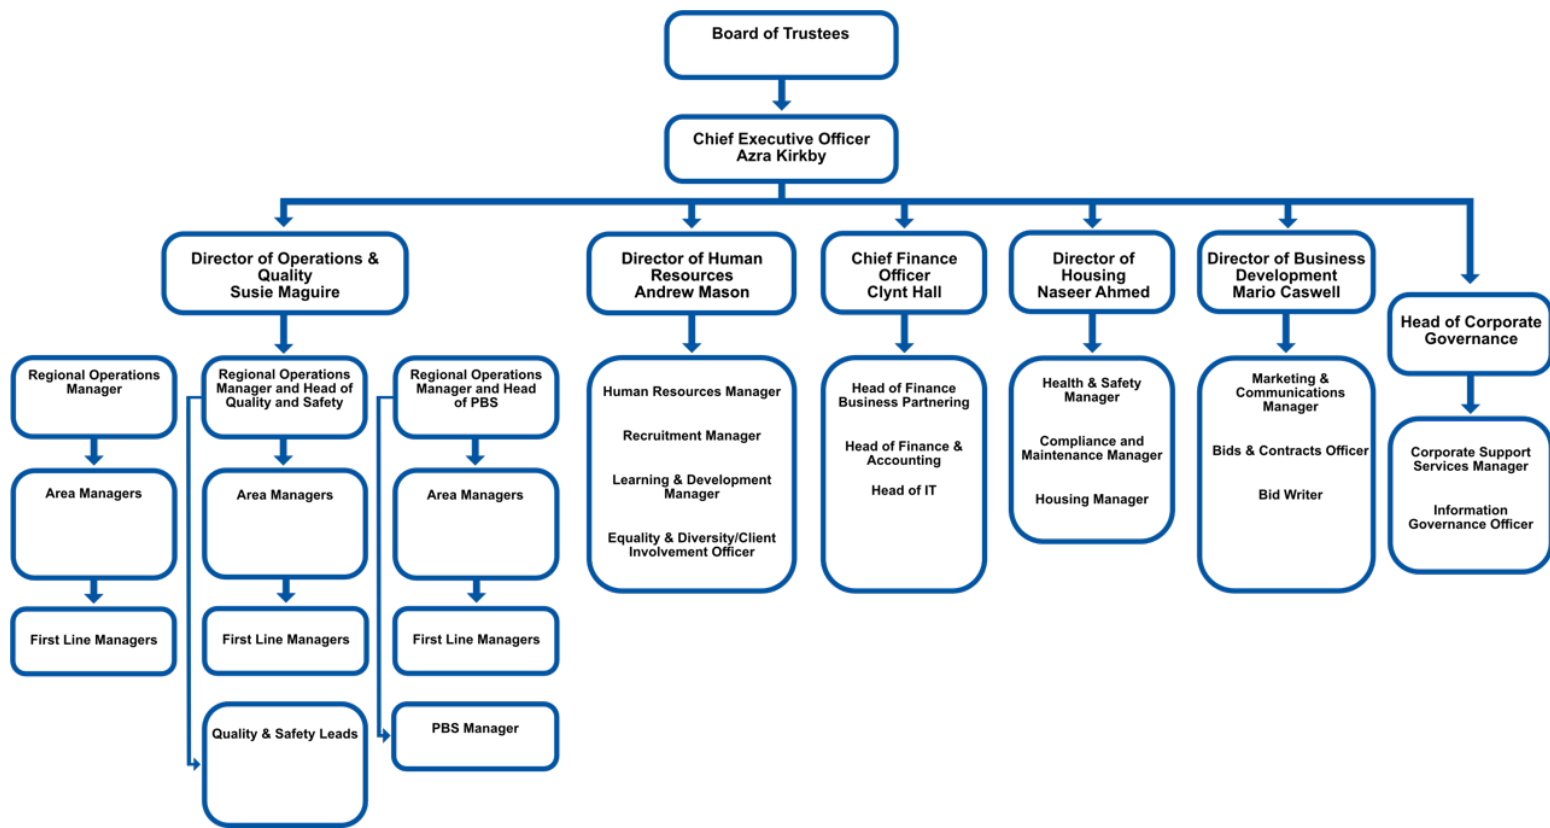 Board of Trustees
Chief Executive Officer
Azra Kirkby
Director of Operations &
Quality
Susie Maguire
Director of Human
Resources
Andrew Mason
Chief Finance
Officer
Clynt Hall
Director of
Housing
Naseer Ahmed
Director of Business
Development
Mario Caswell
Head of Corporate
Governance
Regional Operations
Manager
Regional Operations
Manager and Head of
Quality and Safety
Regional Operations
Manager and Head
of PBS
Human Resources Manager
Recruitment Manager
Learning & Development
Manager
Equality & Diversity/Client
Involvement Officer
Head of Finance
Business Partnering
Head of Finance &
Accounting
Head of IT
Health & Safety
Manager
Compliance and
Maintenance Manager
Housing Manager
Marketing &
Communications
Manager
Bids & Contracts Officer
Bid Writer
Corporate Support
Services Manager
Information
Governance Officer
Area Managers
Area Managers
Area Managers
First Line Managers
First Line Managers
First Line Managers
Quality & Safety Leads
PBS Manager